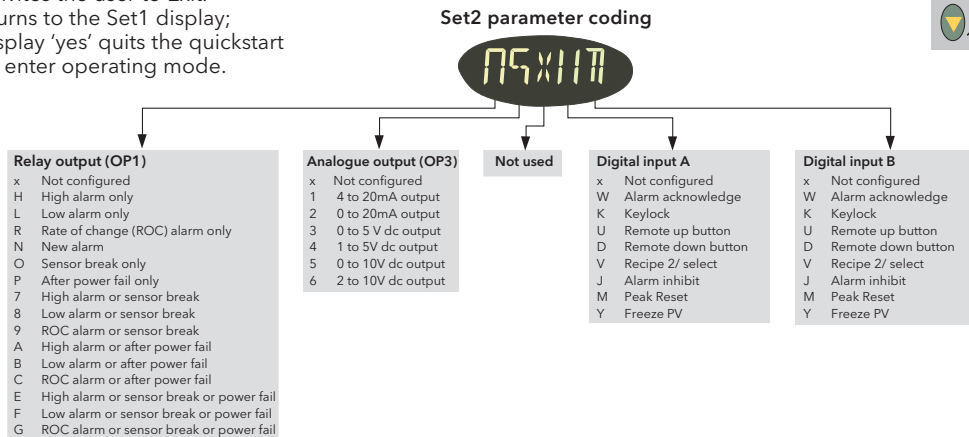 the user to Exit.
to the Set1 display;
‘yes’ quits the quickstart
enter operating mode.
Set2 parameter coding
Relay output (OP1)
x Not configured
H High alarm only
L Low alarm only
R Rate of change (ROC) alarm only
N New alarm
O Sensor break only
P After power fail only
7 High alarm or sensor break
8 Low alarm or sensor break
9 ROC alarm or sensor break
A High alarm or after power fail
B Low alarm or after power fail
C ROC alarm or after power fail
E High alarm or sensor break or power fail
F Low alarm or sensor break or power fail
G ROC alarm or sensor break or power fail
Analogue output (OP3)
x Not configured
1 4 to 20mA output
2 0 to 20mA output
3 0 to 5 V dc output
4 1 to 5V dc output
5 0 to 10V dc output
6 2 to 10V dc output
Not used
Digital input A
x Not configured
W Alarm acknowledge
K Keylock
U Remote up button
D Remote down button
V Recipe 2/ select
J Alarm inhibit
M Peak Reset
Y Freeze PV
Digital input B
x Not configured
W Alarm acknowledge
K Keylock
U Remote up button
D Remote down button
V Recipe 2/ select
J Alarm inhibit
M Peak Reset
Y Freeze PV